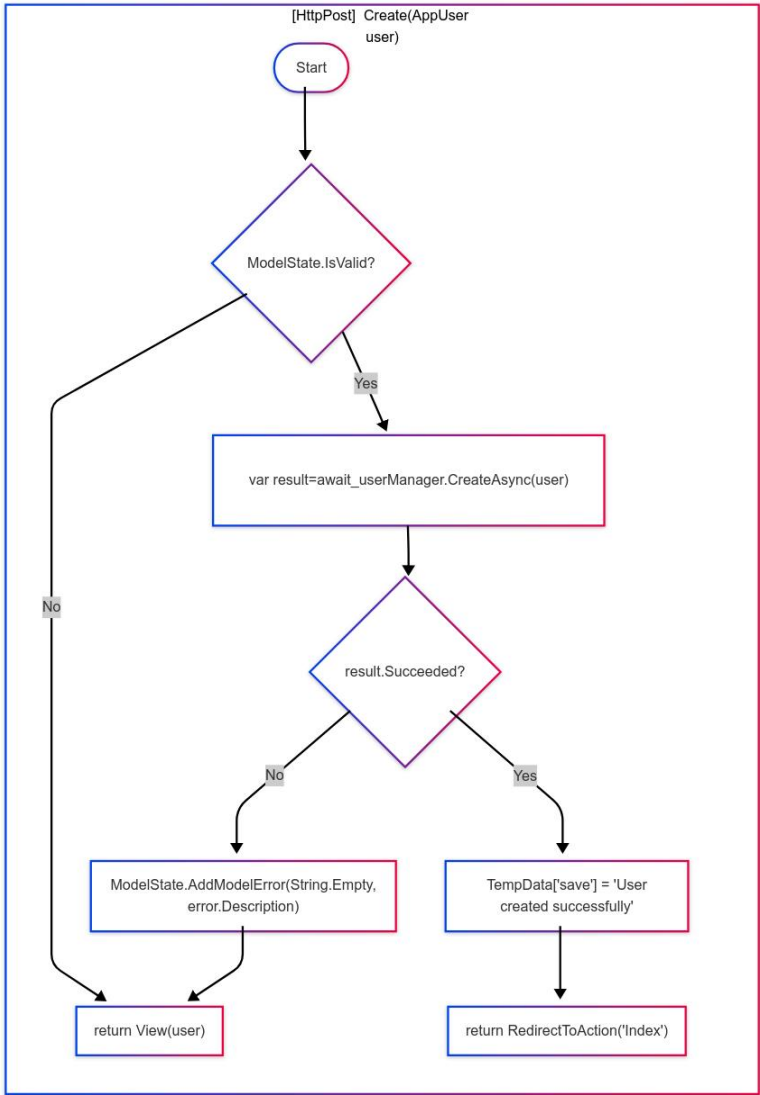 [HttpPost]  Create(AppUser
user)
Start
ModelState.IsValid?
Yes
var result=await_userManager.CreateAsync(user)
No
result.Succeeded?
No
Yes
ModelState.AddModelError(String.Empty,
error.Description)
TempData['save'] = 'User
created successfully'
return View(user)
return RedirectToAction('Index')